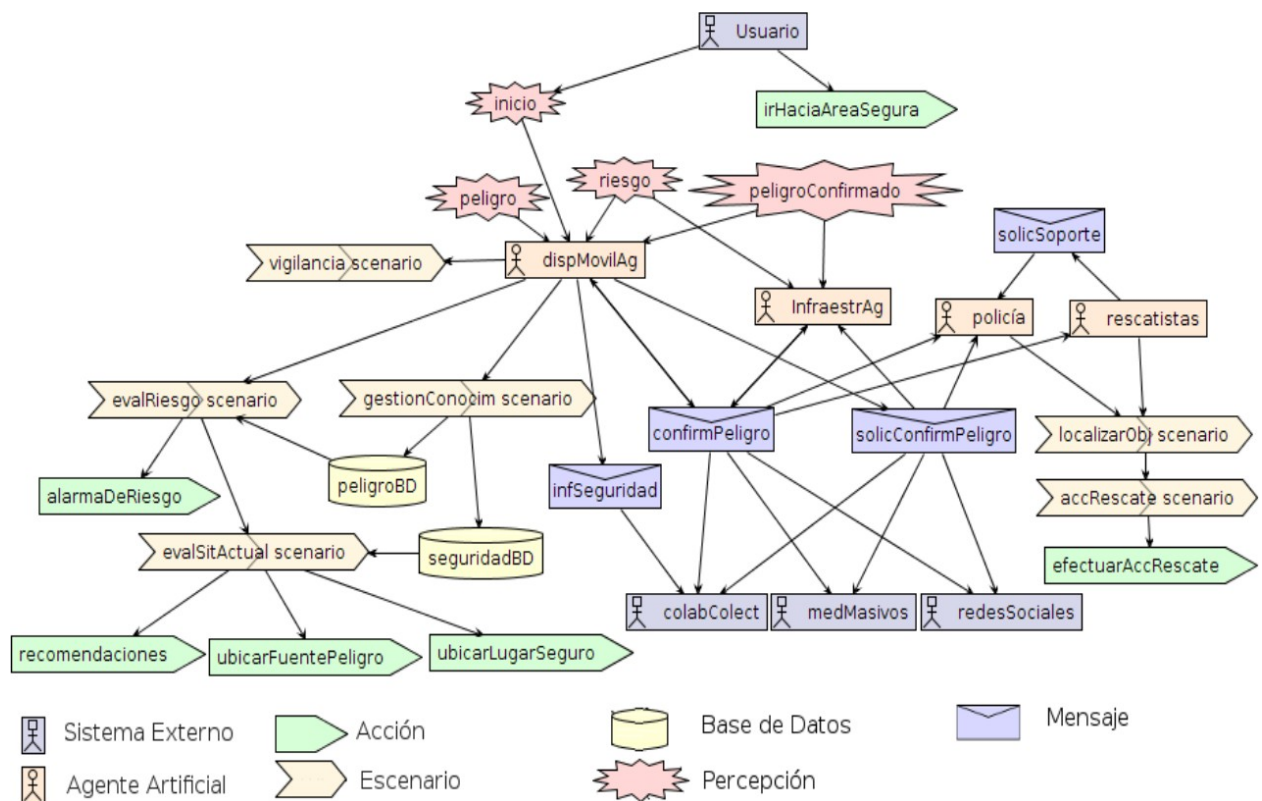 Usuario
inicio
irHaciaAreaSegura
riesgo
peligroConfirmado
peligro
solicSoporte
vigilancia scenario
dispMovilAg
InfraestrAg
policía
rescatistas
evalRiesgo scenario
gestionConocim scenario
confirmPeligro
solicConfirmPeligro
localizarObj scenario
peligroBD
infSeguridad
alarmaDeRiesgo
accRescate scenario
evalSitActual scenario
seguridadBD
efectuarAccRescate
colabColect
medMasivos
redesSociales
recomendaciones
ubicarFuentePeligro
ubicarLugarSeguro
Sistema Externo
Acción
Base de Datos
Mensaje
Agente Artificial
Escenario
Percepción